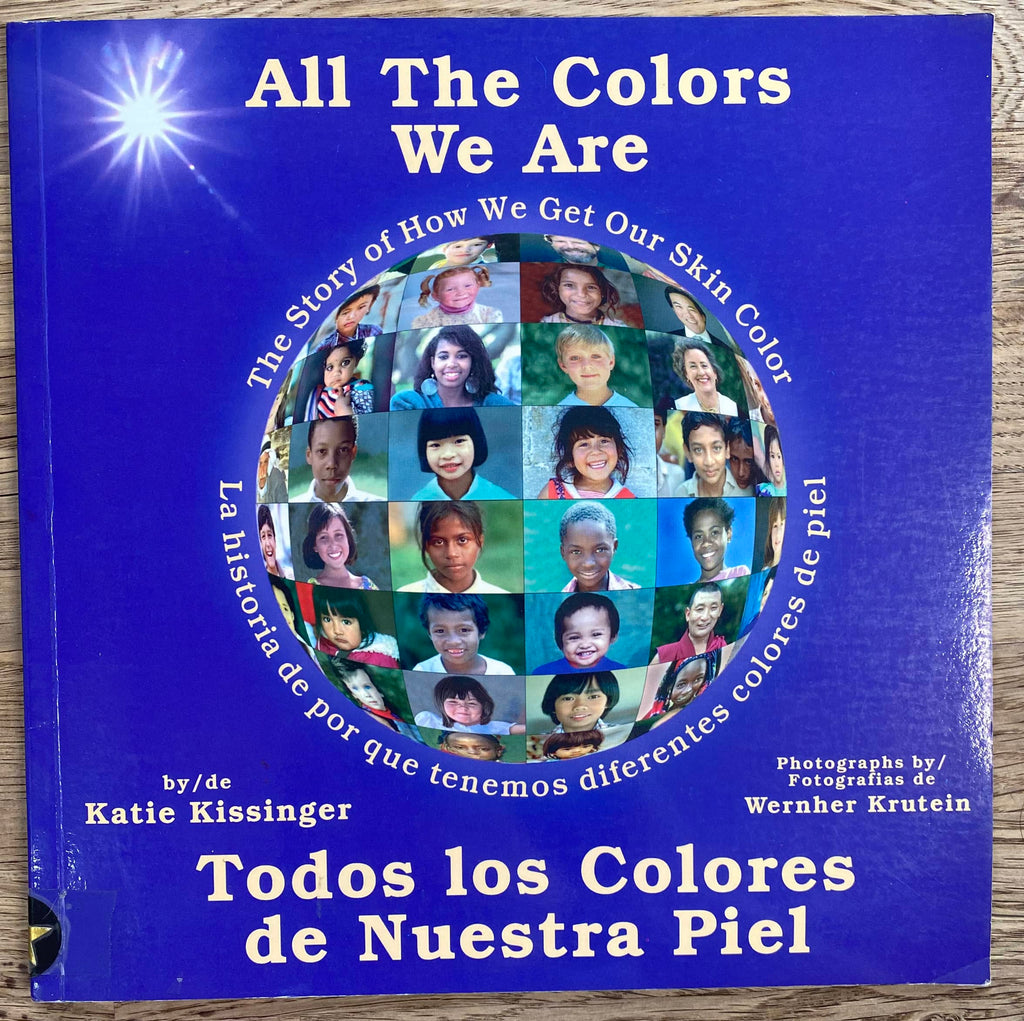 All The Colors
We Are
The Story of How We Get Our Skin Color
La historia de por que tenemos diferentes colores de piel
by/de
Katie Kissinger
Photographs by/
Fotografias de
Wernher Krutein
Todos los Colores
de Nuestra Piel